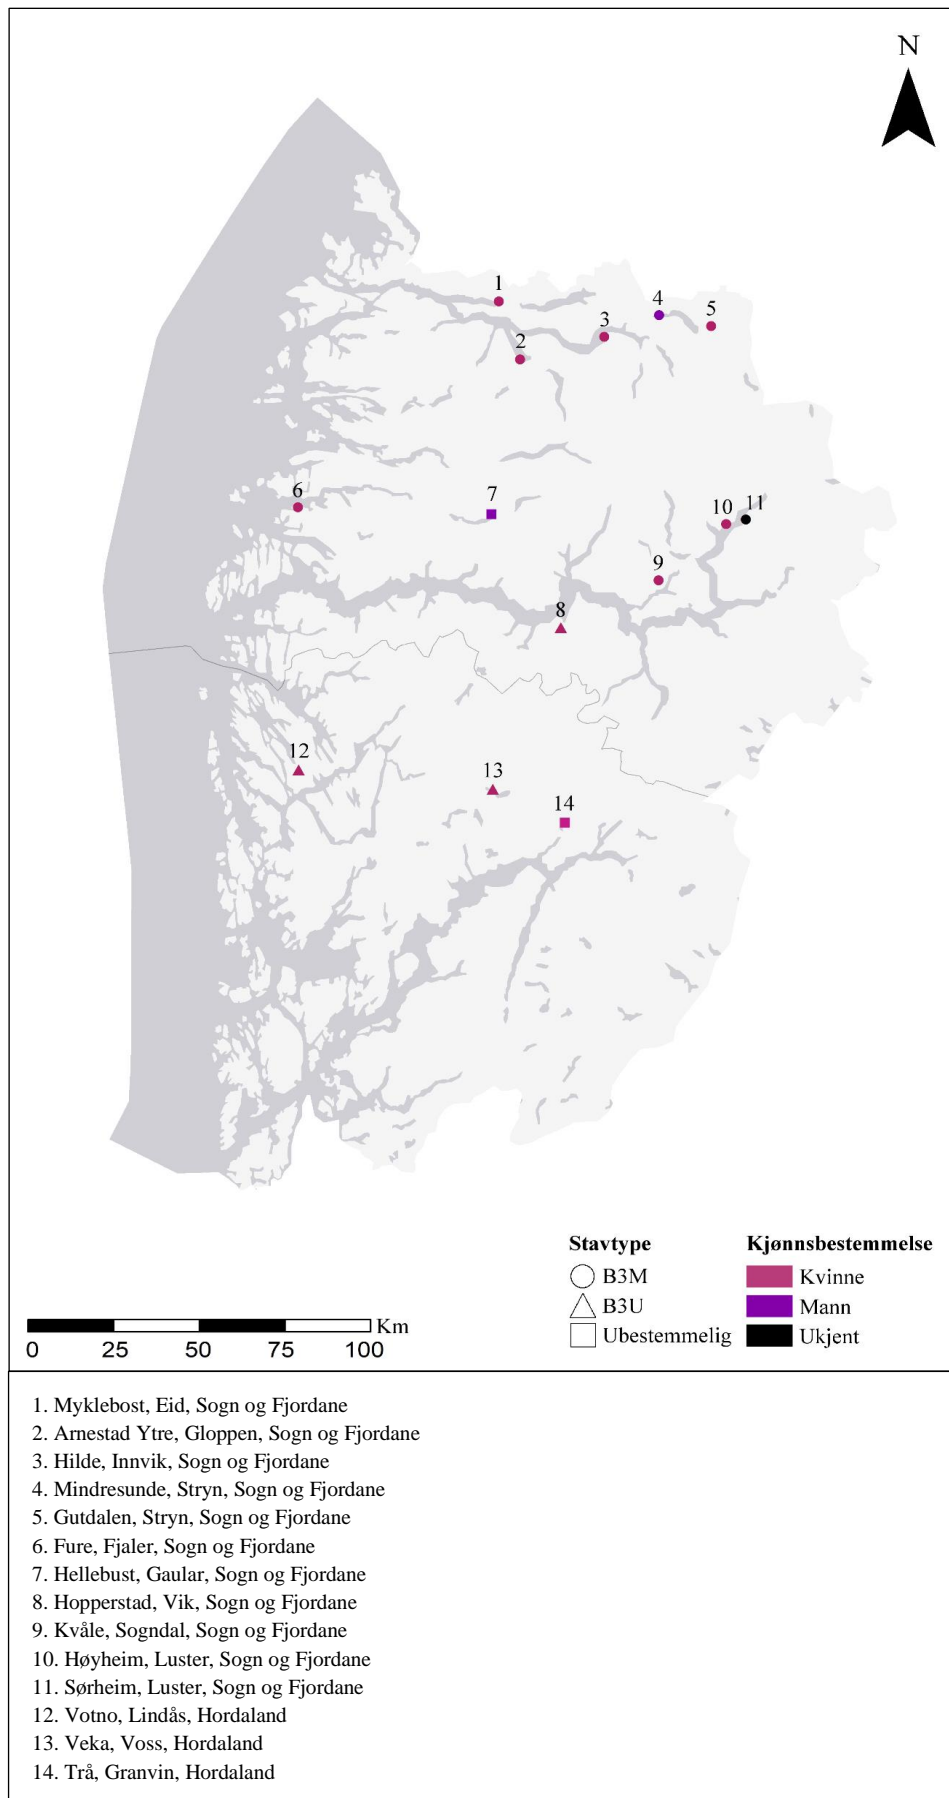 N
1
2
3
4
5
6
7
8
9
10
11
12
13
14
Stavtype
B3M
B3U
Ubestemmelig
Kjønnsbestemmelse
Kvinne
Mann
Ukjent
Km
0 25 50 75 100
1. Myklebost, Eid, Sogn og Fjordane
2. Arnestad Ytre, Gloppen, Sogn og Fjordane
3. Hilde, Innvik, Sogn og Fjordane
4. Mindresunde, Stryn, Sogn og Fjordane
5. Gutdalen, Stryn, Sogn og Fjordane
6. Fure, Fjaler, Sogn og Fjordane
7. Hellebust, Gaular, Sogn og Fjordane
8. Hopperstad, Vik, Sogn og Fjordane
9. Kvåle, Sogndal, Sogn og Fjordane
10. Høyheim, Luster, Sogn og Fjordane
11. Sørheim, Luster, Sogn og Fjordane
12. Votno, Lindås, Hordaland
13. Veka, Voss, Hordaland
14. Trå, Granvin, Hordaland